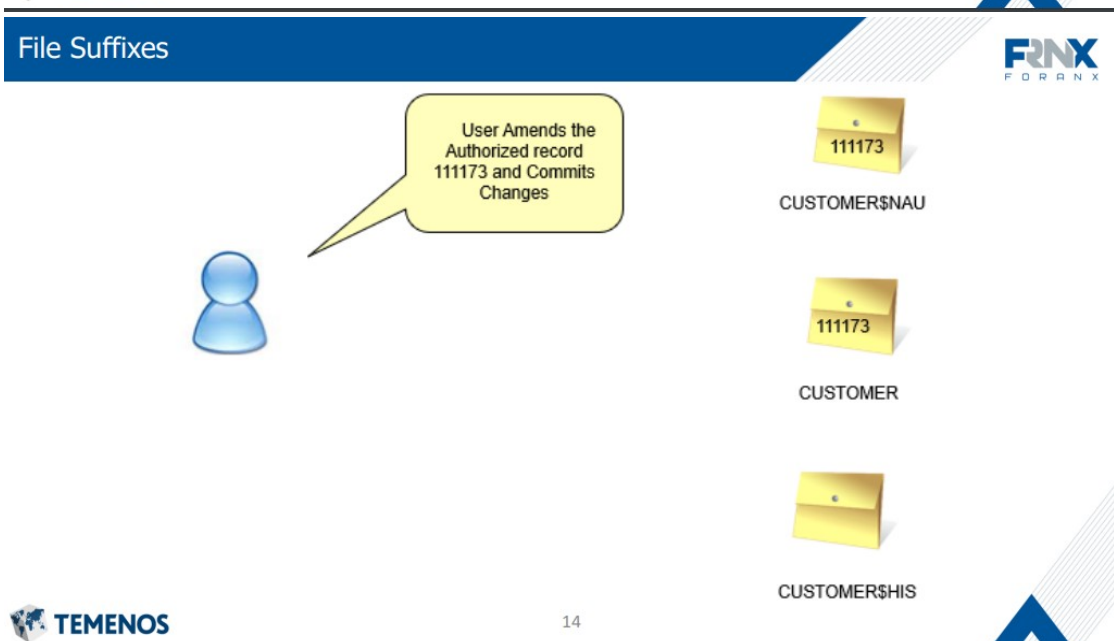 File Suffixes
FRNX
FORANX
User Amends the
Authorized record
111173 and Commits
Changes
111173
CUSTOMER$NAU
111173
CUSTOMER
CUSTOMER$HIS
TEMENOS
14